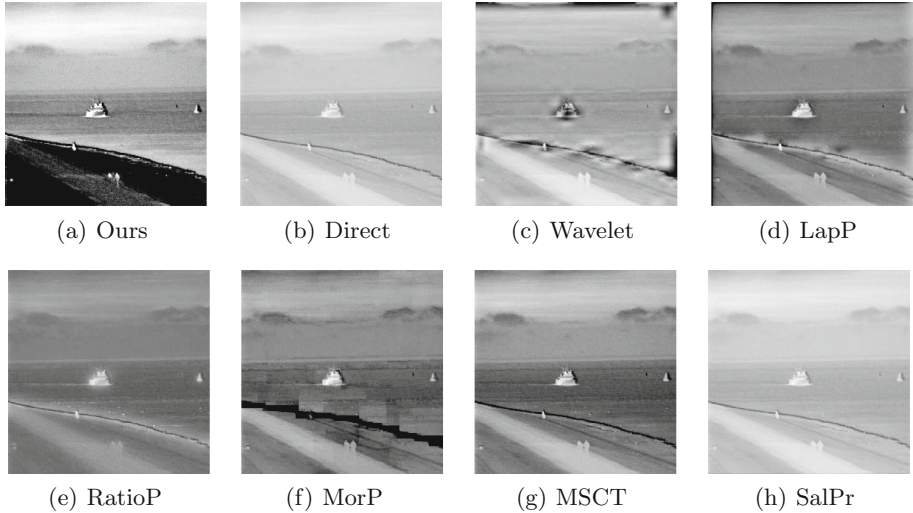 (a) Ours
(b) Direct
(c) Wavelet
(d) LapP
(e) RatioP
(f) MorP
(g) MSCT
(h) SalPr